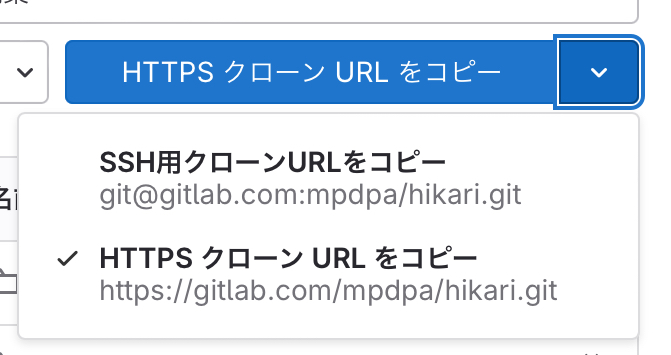 HTTPS クローン URL をコピー
SSH用クローンURLをコピー
git@gitlab.com:mpdpa/hikari.git
名前
HTTPS クローン URL をコピー
https://gitlab.com/mpdpa/hikari.git